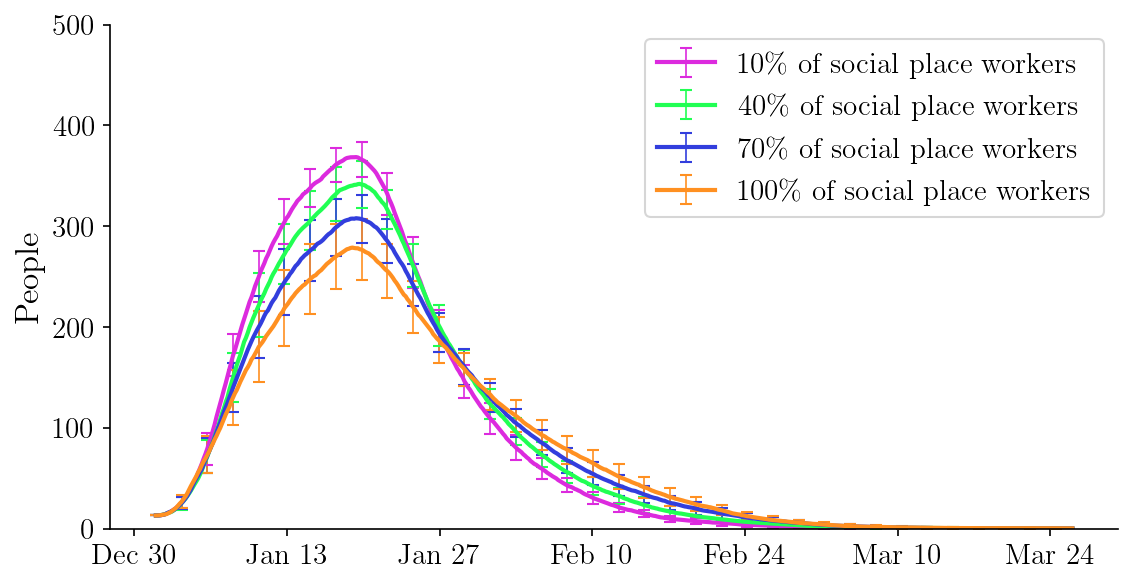 500
400
300
200
100
0
People
10% of social place workers
40% of social place workers
70% of social place workers
100% of social place workers
Dec 30 Jan 13 Jan 27 Feb 10 Feb 24 Mar 10 Mar 24